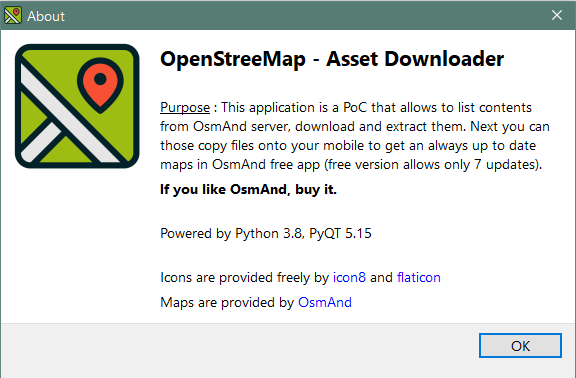 About
OpenStreeMap - Asset Downloader
Purpose : This application is a PoC that allows to list contents
from OsmAnd server, download and extract them. Next you can
those copy files onto your mobile to get an always up to date
maps in OsmAnd free app (free version allows only 7 updates).
If you like OsmAnd, buy it.
Powered by Python 3.8, PyQT 5.15
Icons are provided freely by icon8 and flaticon
Maps are provided by OsmAnd
OK